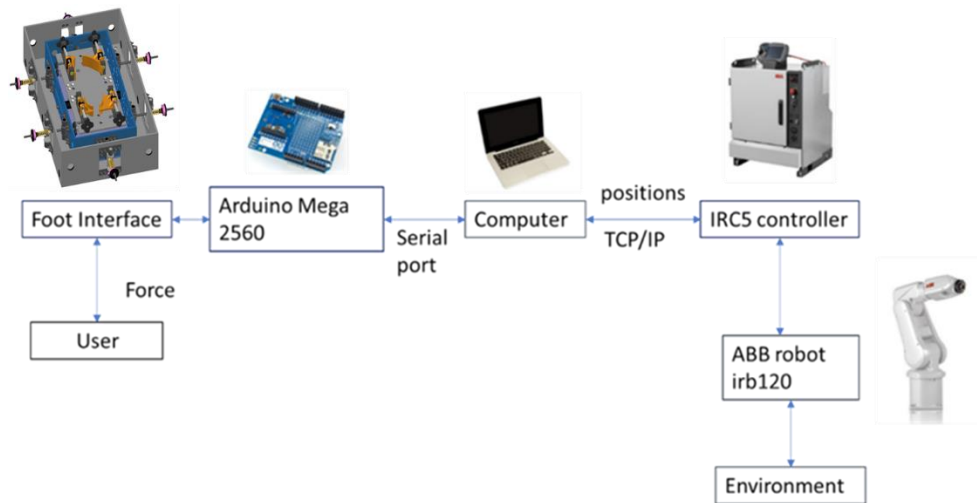 positions
Foot Interface
Arduino Mega
2560
Computer
IRC5 controller
Serial
port
TCP/IP
Force
User
ABB robot
irb120
Environment